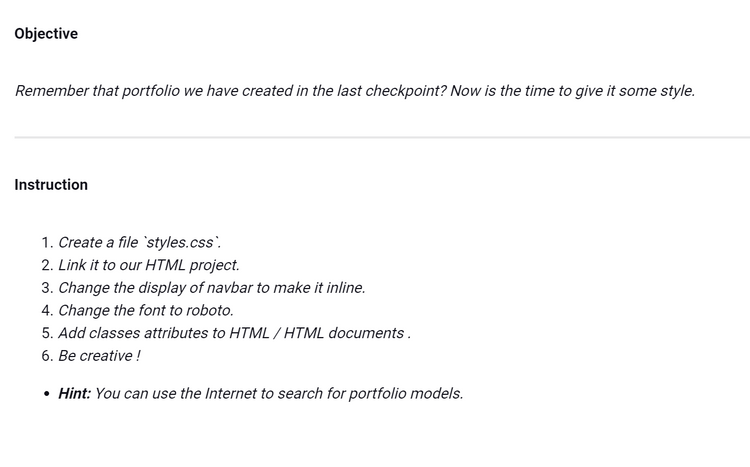 Objective
Remember that portfolio we have created in the last checkpoint? Now is the time to give it some style.
Instruction
1. Create a file `styles.css`.
2. Link it to our HTML project.
3. Change the display of navbar to make it inline.
4. Change the font to roboto.
5. Add classes attributes to HTML / HTML documents .
6. Be creative !
• Hint: You can use the Internet to search for portfolio models.